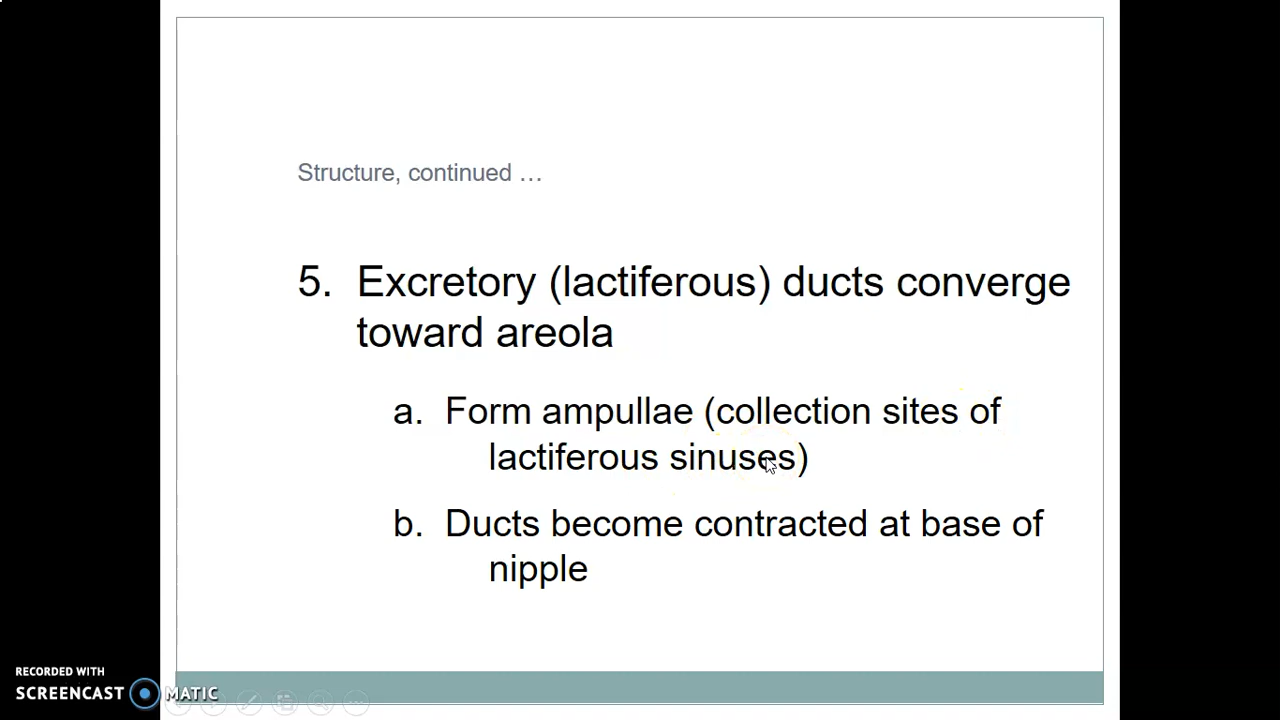 Structure, continued …
5. Excretory (lactiferous) ducts converge
toward areola
a. Form ampullae (collection sites of
lactiferous sinuses)
b. Ducts become contracted at base of
nipple
RECORDED WITH
SCREENCAST MATIC